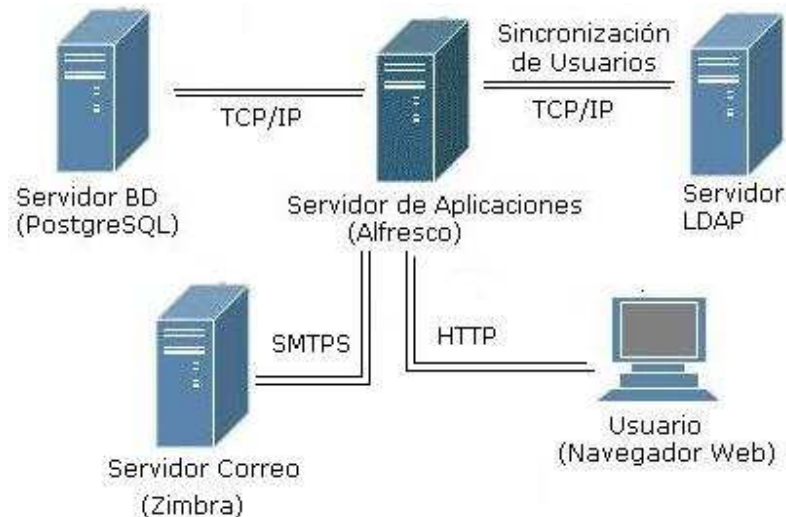 Sincronización
de Usuarios
TCP/IP
TCP/IP
Servidor BD
(PostgreSQL)
Servidor de Aplicaciones
(Alfresco)
Servidor
LDAP
SMTPS
HTTP
Servidor Correo
(Zimbra)
Usuario
(Navegador Web)